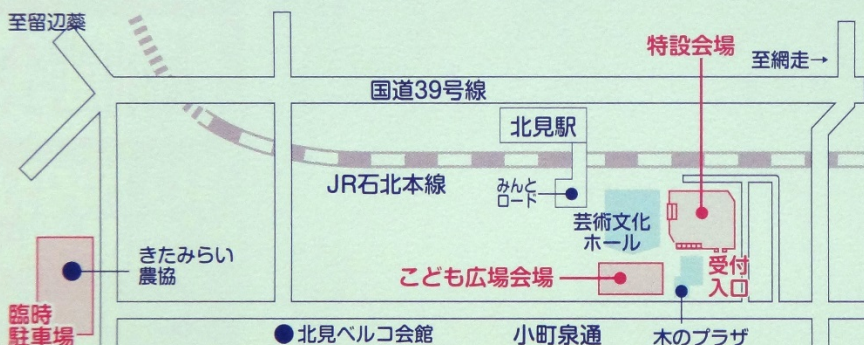 至留辺蘂
特設会場
至網走→
国道39号線
北見駅
JR石北本線
みんと
ロード
芸術文化
ホール
きたみらい
農協
こども広場会場
受付
入口
臨時
駐車場
北見ベルコ会館
小町泉通
木のプラザ